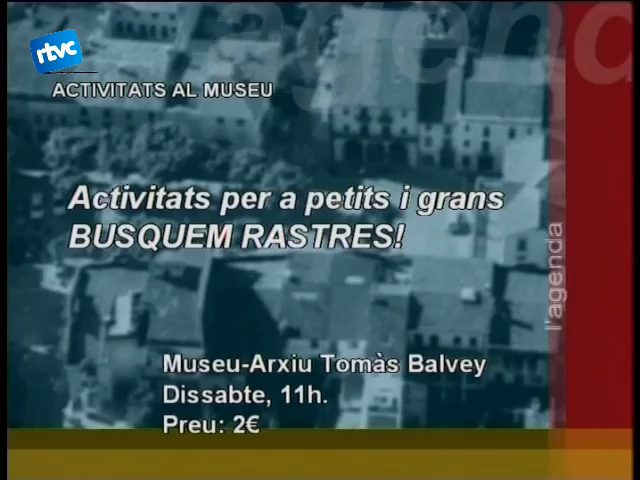 rtvc
agenda
ACTIVITATS AL MUSEU
Activitats per a petits i grans
BUSQUEM RASTRES!
l'agenda
Museu-Arxiu Tomàs Balvey
Dissabte, 11h.
Preu: 2€